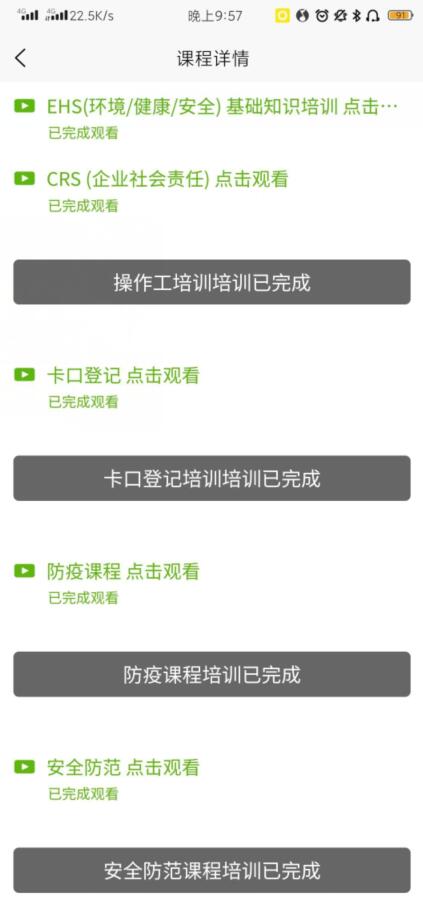 4G 4G 22.5K/s 晚上9:57 91
课程详情
EHS(环境/健康/安全) 基础知识培训 点击···
已完成观看
CRS (企业社会责任) 点击观看
已完成观看
操作工培训培训已完成
卡口登记 点击观看
已完成观看
卡口登记培训培训已完成
防疫课程 点击观看
已完成观看
防疫课程培训已完成
安全防范 点击观看
已完成观看
安全防范课程培训已完成